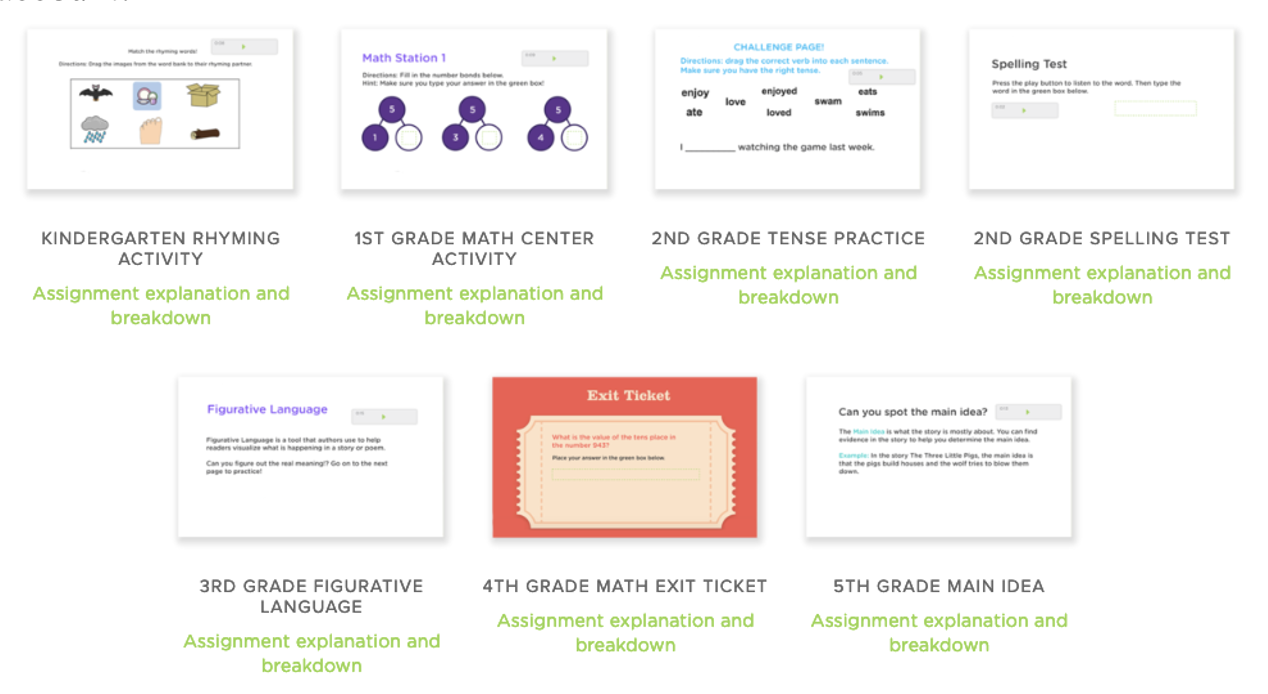 Match the rhyming words!
Directions: Drag the images from the word bank to their rhyming partner.
Math Station 1
Directions: Fill in the number bonds below.
Hint: Make sure you type your answer in the green box!
5
1
5
3
5
4
CHALLENGE PAGE!
Directions: drag the correct verb into each sentence.
Make sure you have the right tense.
enjoy
love
enjoyed
swam
eats
ate
loved
swims
I ________ watching the game last week.
Spelling Test
Press the play button to listen to the word. Then type the
word in the green box below.
KINDERGARTEN RHYMING
ACTIVITY
Assignment explanation and
breakdown
1ST GRADE MATH CENTER
ACTIVITY
Assignment explanation and
breakdown
2ND GRADE TENSE PRACTICE
Assignment explanation and
breakdown
2ND GRADE SPELLING TEST
Assignment explanation and
breakdown
Figurative Language
Figurative Language is a tool that authors use to help
readers visualize what is happening in a story or poem.
Can you figure out the real meaning!? Go on to the next
page to practice!
Exit Ticket
What is the value of the tens place in
the number 943?
Place your answer in the green box below.
Can you spot the main idea?
The Main Idea is what the story is mostly about. You can find
evidence in the story to help you determine the main idea.
Example: In the story The Three Little Pigs, the main idea is
that the pigs build houses and the wolf tries to blow them
down.
3RD GRADE FIGURATIVE
LANGUAGE
Assignment explanation and
breakdown
4TH GRADE MATH EXIT TICKET
Assignment explanation and
breakdown
5TH GRADE MAIN IDEA
Assignment explanation and
breakdown